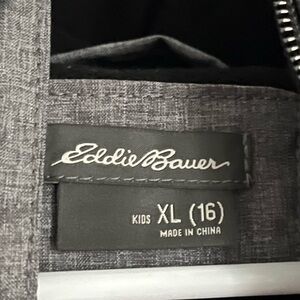 Eddie Bauer
KIDS XL (16)
MADE IN CHINA